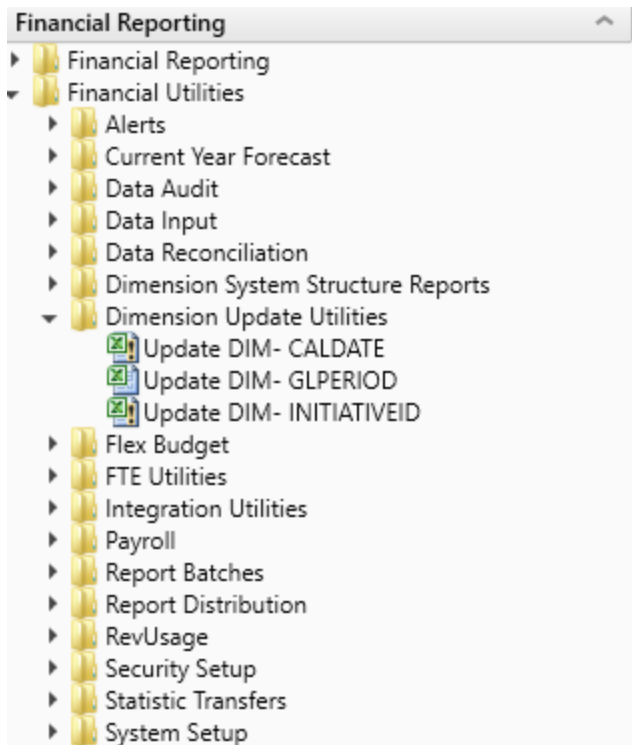 Financial Reporting
Financial Reporting
Financial Utilities
Alerts
Current Year Forecast
Data Audit
Data Input
Data Reconciliation
Dimension System Structure Reports
Dimension Update Utilities
Update DIM- CALDATE
Update DIM- GLPERIOD
Update DIM- INITIATIVEID
Flex Budget
FTE Utilities
Integration Utilities
Payroll
Report Batches
Report Distribution
RevUsage
Security Setup
Statistic Transfers
System Setup